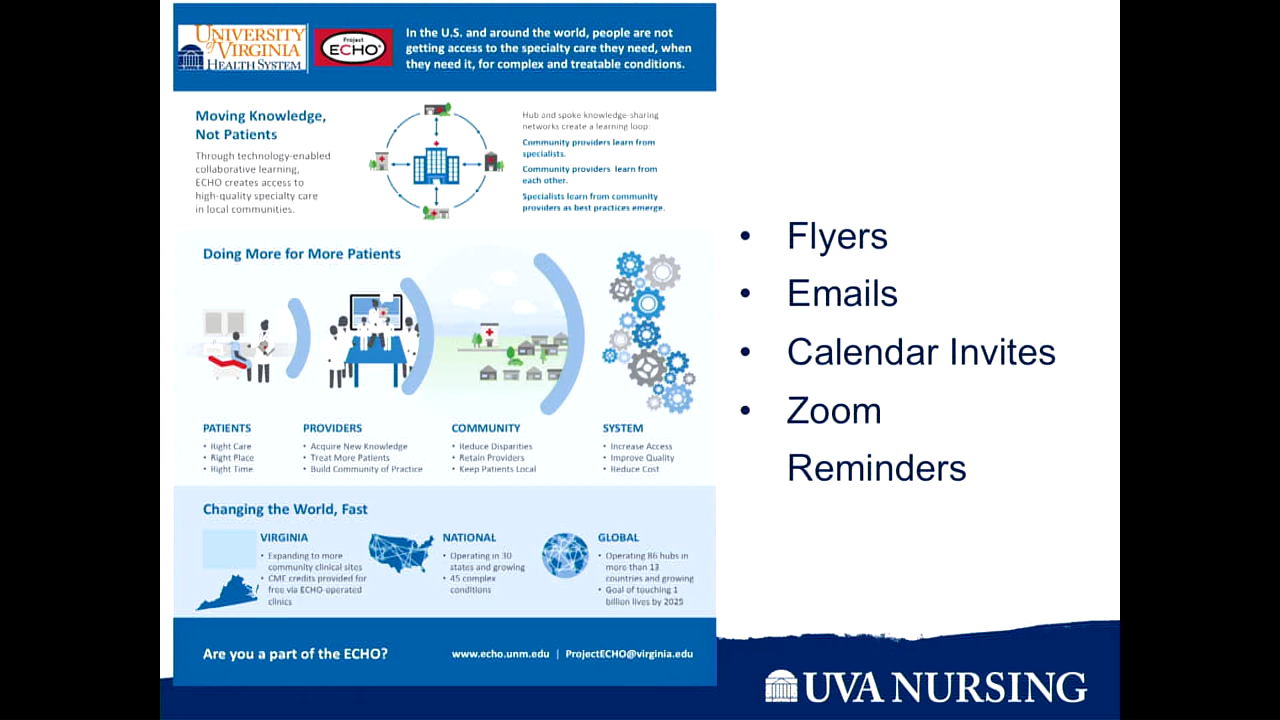 UNIVERSITY
of VIRGINIA
HEALTH SYSTEM
Project
ECHO®
In the U.S. and around the world, people are not
getting access to the specialty care they need, when
they need it, for complex and treatable conditions.
Moving Knowledge,
Not Patients
Through technology-enabled
collaborative learning,
ECHO creates access to
high-quality specialty care
in local communities.
Hub and spoke knowledge-sharing
networks create a learning loop:
Community providers learn from
specialists.
Community providers learn from
each other.
Specialists learn from community
providers as best practices emerge.
Doing More for More Patients
PATIENTS
• Right Care
• Right Place
• Right Time
PROVIDERS
• Acquire New Knowledge
• Treat More Patients
• Build Community of Practice
COMMUNITY
• Reduce Disparities
• Retain Providers
• Keep Patients Local
SYSTEM
• Increase Access
• Improve Quality
• Reduce Cost
Changing the World, Fast
VIRGINIA
• Expanding to more
community clinical sites
• CME credits provided for
free via ECHO-operated
clinics
NATIONAL
• Operating in 30
states and growing
• 45 complex
conditions
GLOBAL
• Operating 86 hubs in
more than 13
countries and growing
• Goal of touching 1
billion lives by 2025
Are you a part of the ECHO?
www.echo.unm.edu | ProjectECHO@virginia.edu
• Flyers
• Emails
• Calendar Invites
• Zoom
Reminders
UVA NURSING